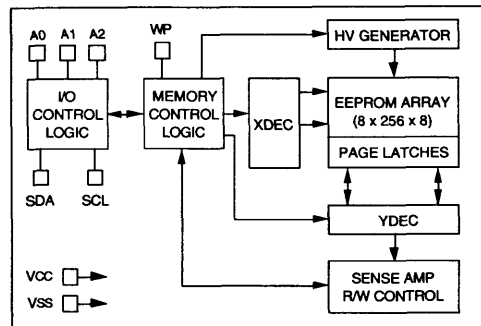 A0 A1 A2
WP
HV GENERATOR
I/O
CONTROL
LOGIC
MEMORY
CONTROL
LOGIC
XDEC
EEPROM ARRAY
(8 x 256 x 8)
PAGE LATCHES
SDA SCL
YDEC
VCC
VSS
SENSE AMP
R/W CONTROL